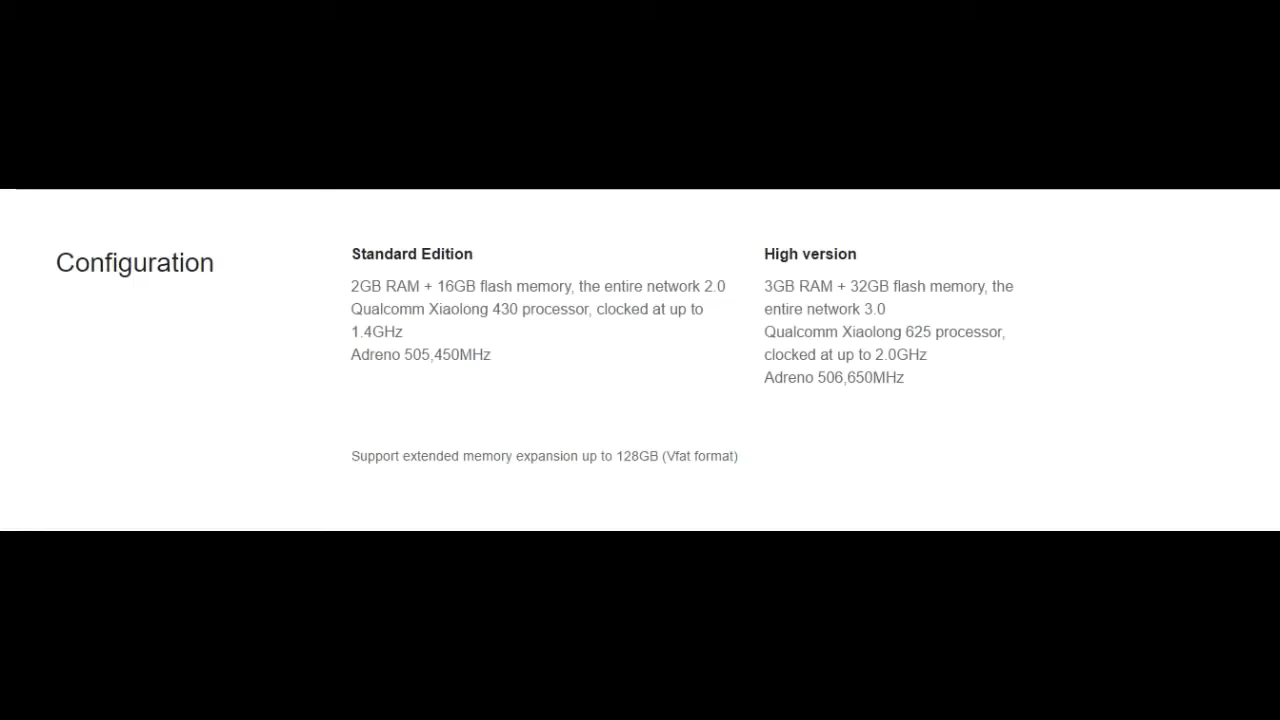 Configuration
Standard Edition
2GB RAM + 16GB flash memory, the entire network 2.0
Qualcomm Xiaolong 430 processor, clocked at up to
1.4GHz
Adreno 505,450MHz
High version
3GB RAM + 32GB flash memory, the
entire network 3.0
Qualcomm Xiaolong 625 processor,
clocked at up to 2.0GHz
Adreno 506,650MHz
Support extended memory expansion up to 128GB (Vfat format)